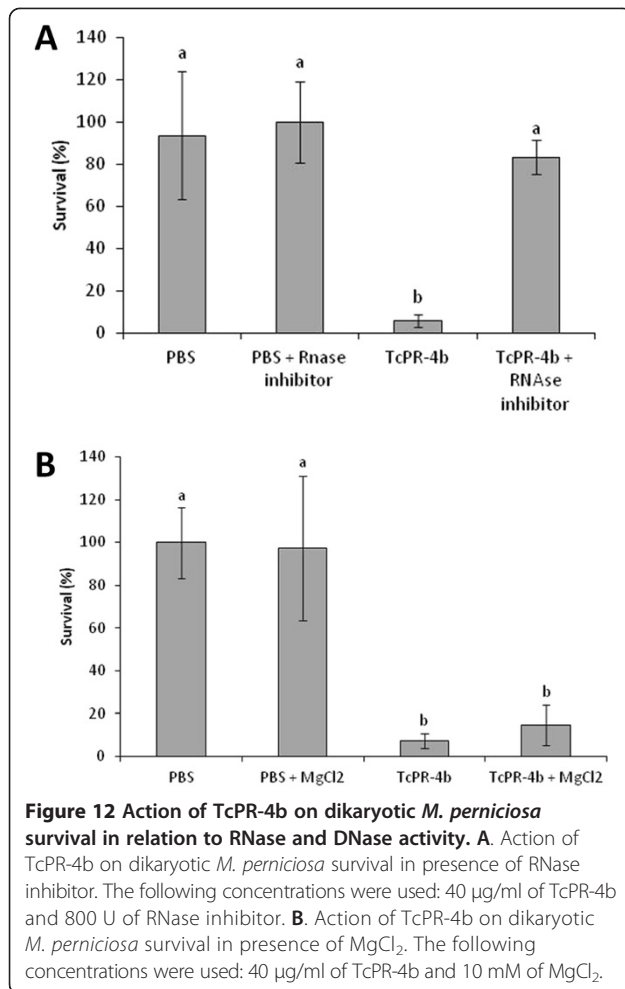 A
140
120
100
80
60
40
20
0
Survival (%)
a
a
b
a
PBS
PBS + Rnase
inhibitor
TcPR-4b
TcPR-4b +
RNAse
inhibitor
B
140
120
100
80
60
40
20
0
Survival (%)
a
a
b
b
PBS
PBS + MgCl2
TcPR-4b
TcPR-4b + MgCl2
Figure 12 Action of TcPR-4b on dikaryotic M. perniciosa
survival in relation to RNase and DNase activity. A. Action of
TcPR-4b on dikaryotic M. perniciosa survival in presence of RNase
inhibitor. The following concentrations were used: 40 μg/ml of TcPR-4b
and 800 U of RNase inhibitor. B. Action of TcPR-4b on dikaryotic
M. perniciosa survival in presence of MgCl₂. The following
concentrations were used: 40 μg/ml of TcPR-4b and 10 mM of MgCl₂.